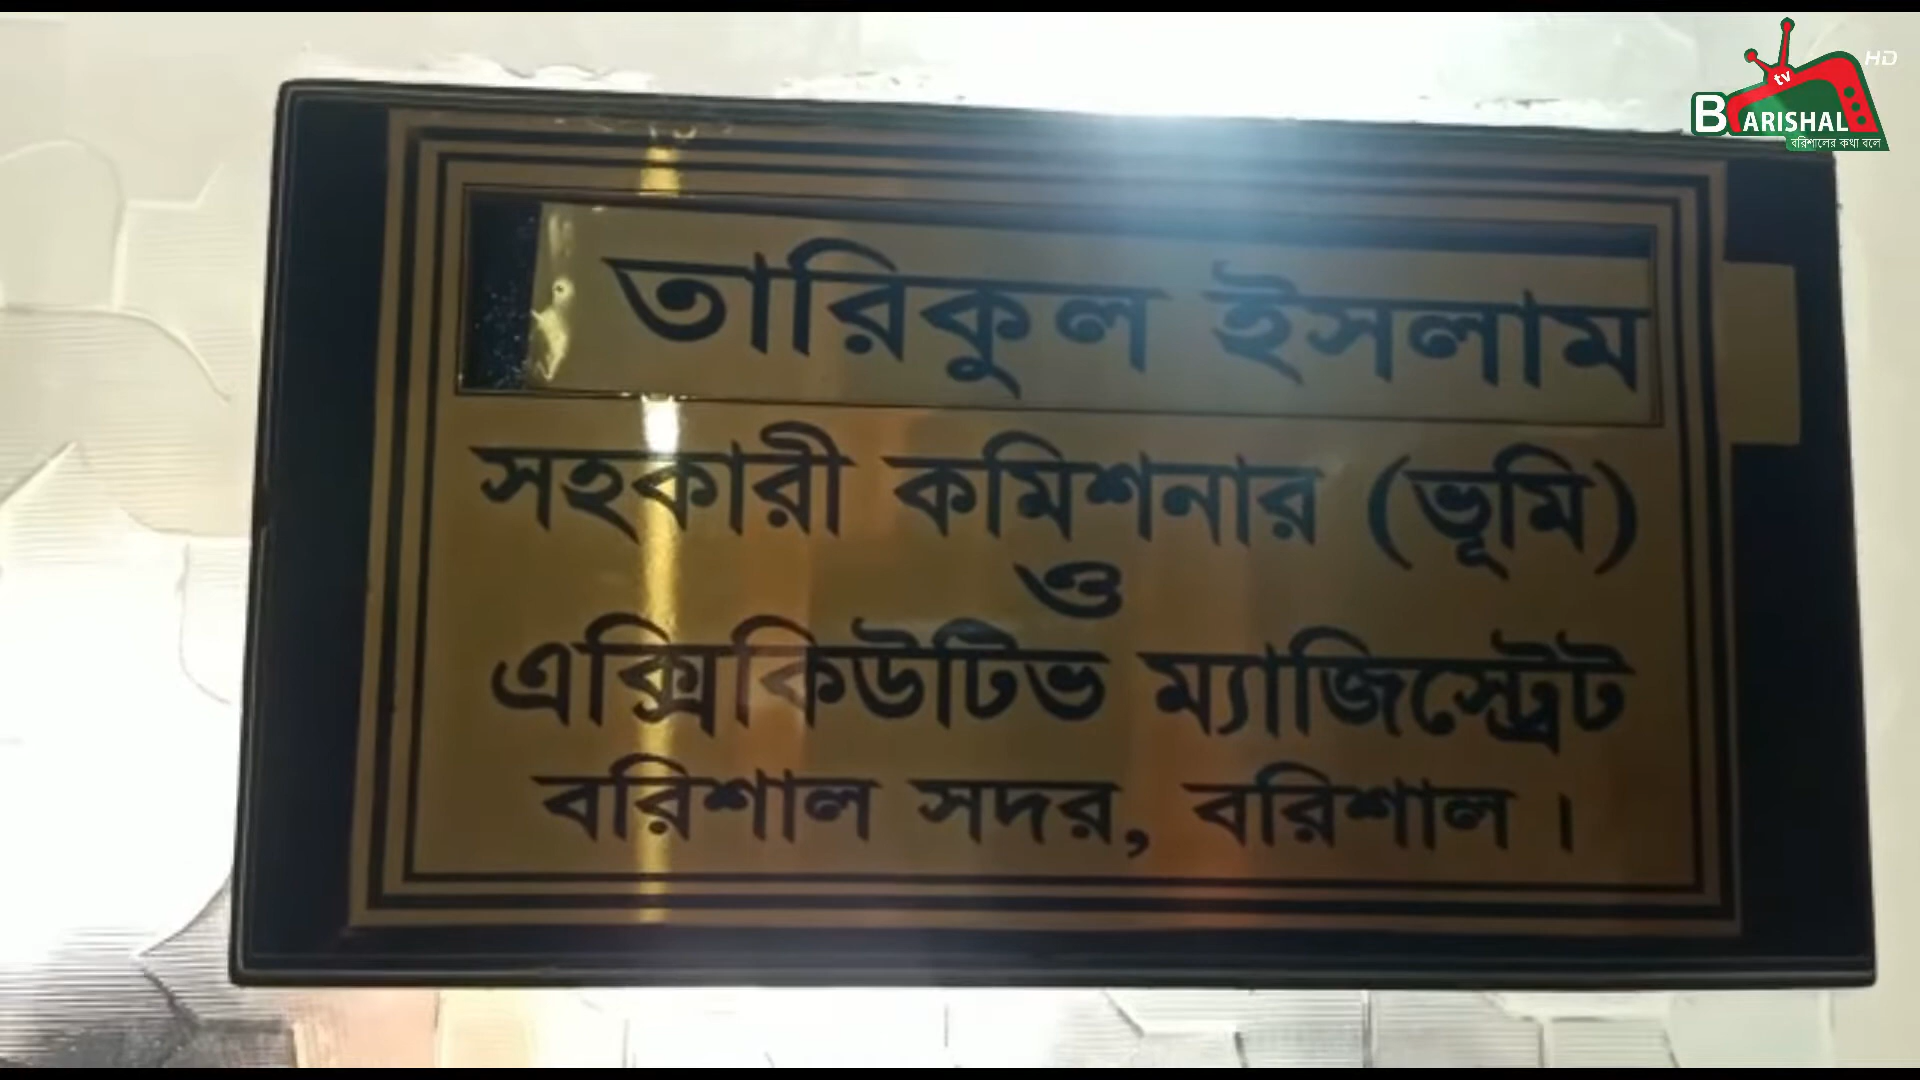 HD
tv
BARISHAL
বরিশালের কথা বলে
তারিকুল ইসলাম
সহকারী কমিশনার (ভূমি)
ও
এক্সিকিউটিভ ম্যাজিস্ট্রেট
বরিশাল সদর, বরিশাল।